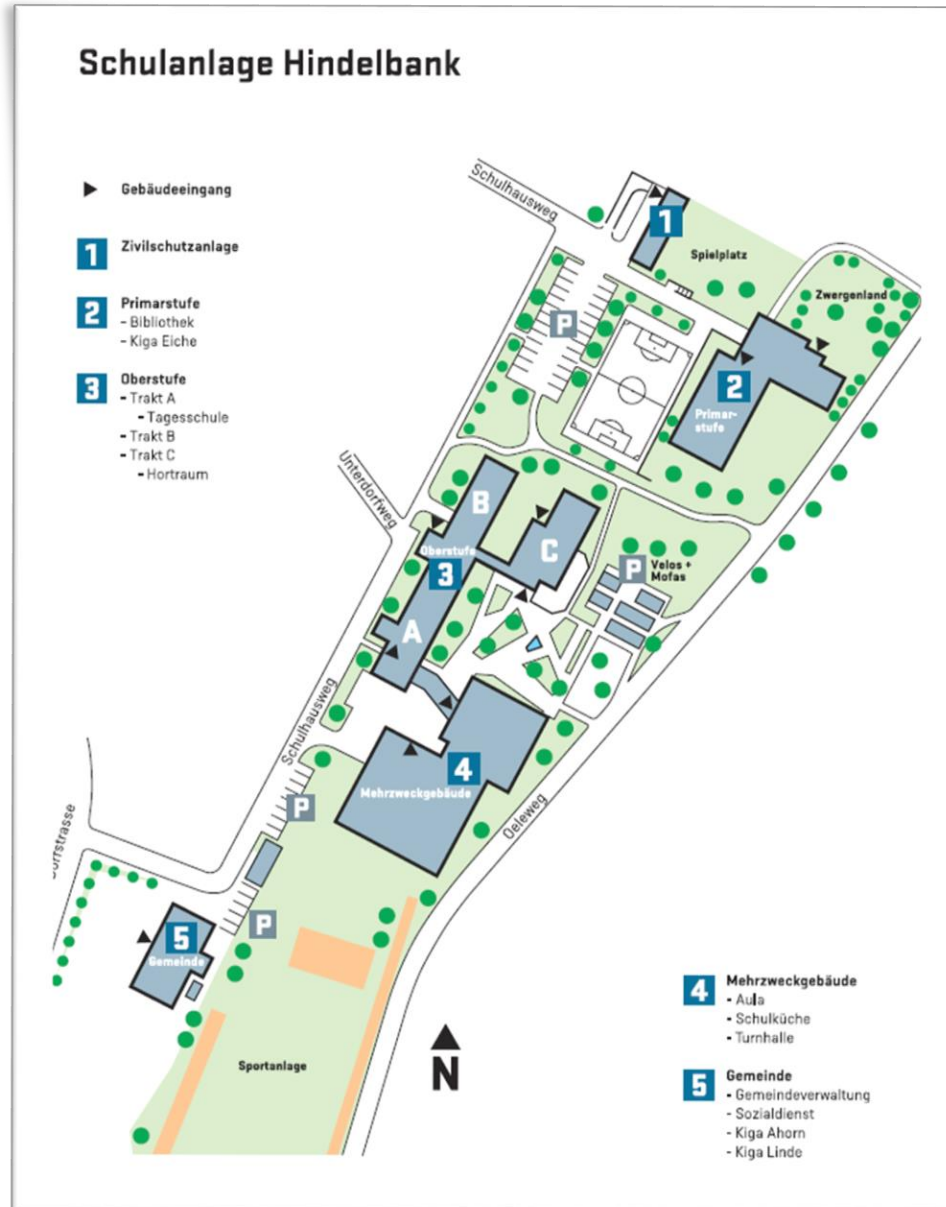 Schulanlage Hindelbank
Gebäudeeingang
1 Zivilschutzanlage
2 Primarstufe
- Bibliothek
- Kiga Eiche
3 Oberstufe
- Trakt A
- Tagesschule
- Trakt B
- Trakt C
- Hortraum
Schulhausweg
1
Spielplatz
Zwergenland
P
2
Primar-
stufe
Unterdorfweg
B
Oberstufe
3
C
P Velos +
Mofas
A
Schulhausweg
4
Mehrzweckgebäude
P
Oeleweg
P
5
Gemeinde
Sportanlage
N
4 Mehrzweckgebäude
- Aula
- Schulküche
- Turnhalle
5 Gemeinde
- Gemeindeverwaltung
- Sozialdienst
- Kiga Ahorn
- Kiga Linde